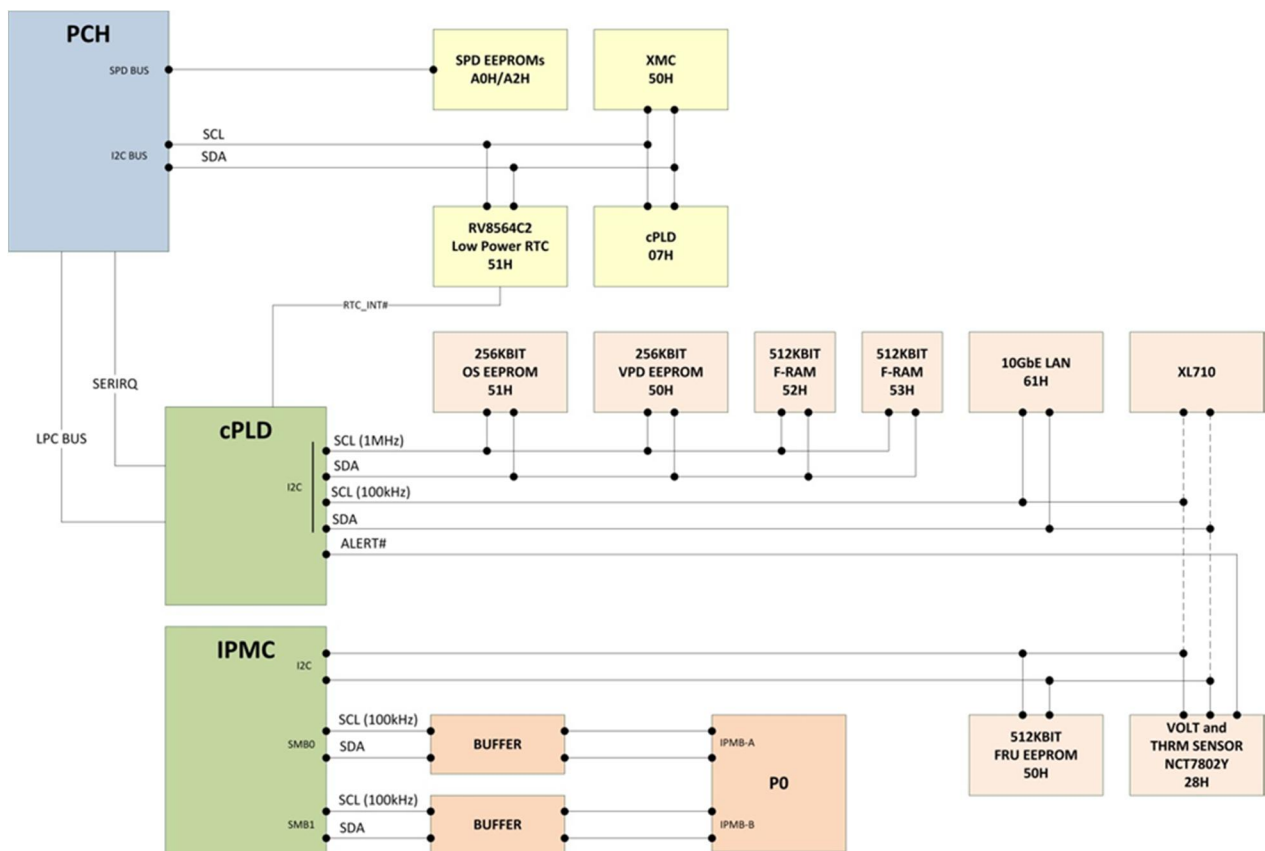 PCH
SPD BUS
I2C BUS
SCL
SDA
SPD EEPROMs
A0H/A2H
XMC
50H
RV8564C2
Low Power RTC
51H
cPLD
07H
RTC_INT#
SERIRQ
LPC BUS
256KBIT
OS EEPROM
51H
256KBIT
VPD EEPROM
50H
512KBIT
F-RAM
52H
512KBIT
F-RAM
53H
10GbE LAN
61H
XL710
cPLD
I2C
SCL (1MHz)
SDA
SCL (100kHz)
SDA
ALERT#
IPMC
I2C
SMB0
SCL (100kHz)
SDA
BUFFER
SMB1
SCL (100kHz)
SDA
BUFFER
IPMB-A
P0
IPMB-B
512KBIT
FRU EEPROM
50H
VOLT and
THRM SENSOR
NCT7802Y
28H